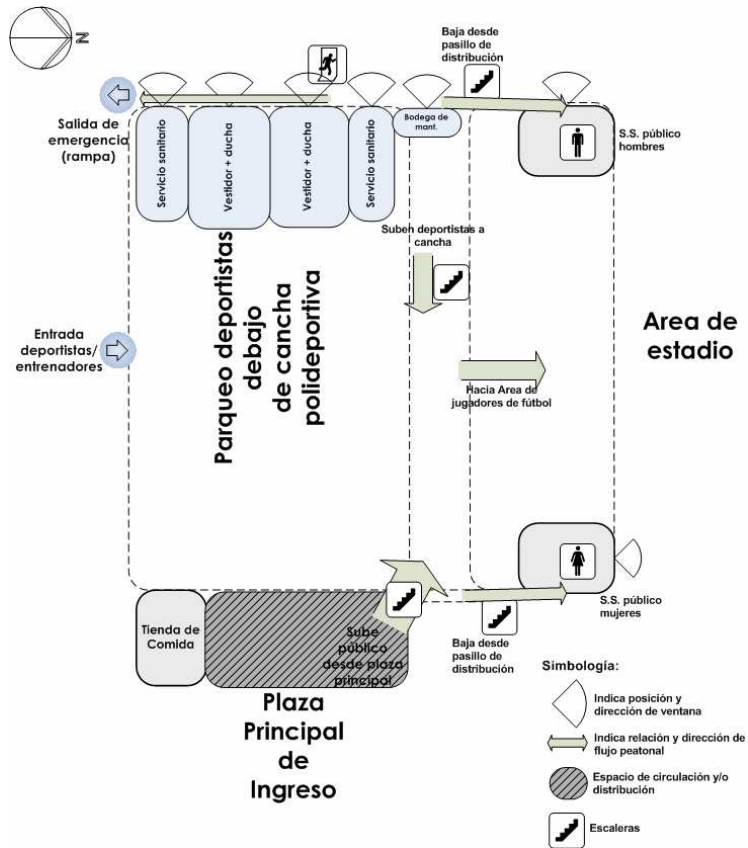 N
Baja desde
pasillo de
distribución
Salida de
emergencia
(rampa)
Servicio sanitario
Vestidor + ducha
Vestidor + ducha
Servicio sanitario
Bodega de
mant.
S.S. público
hombres
Suben deportistas a
cancha
Parqueo deportistas
debajo
de cancha
polideportiva
Entrada
deportistas/
entrenadores
Area de
estadio
Hacia Area de
jugadores de fútbol
Tienda de
Comida
Sube
público
desde plaza
principal
Baja desde
pasillo de
distribución
S.S. público
mujeres
Plaza
Principal
de
Ingreso
Simbología:
Indica posición y
dirección de ventana
Indica relación y dirección de
flujo peatonal
Espacio de circulación y/o
distribución
Escaleras